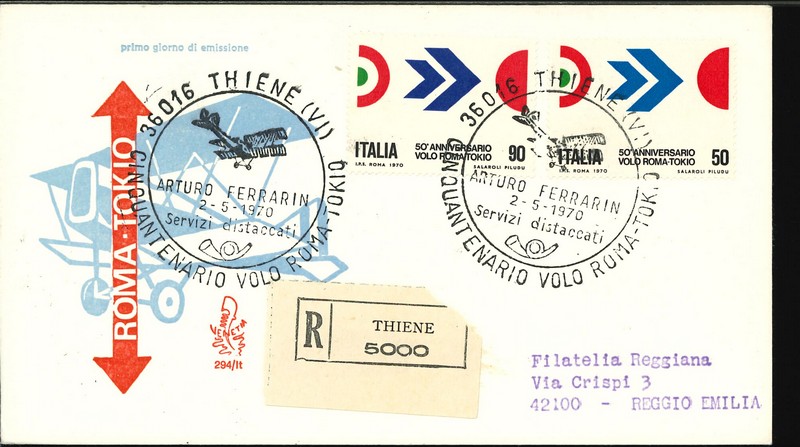 primo giorno di emissione
ROMA-TOKIO
36016 THIENE (VI)
CINQUANTENARIO VOLO ROMA-TOKIO
ARTURO FERRARIN
2-5-1970
Servizi distaccati
ITALIA
50° ANNIVERSARIO
VOLO ROMA-TOKIO
90
I.P.S. ROMA 1970
SALAROLI PILUDU
ITALIA
50° ANNIVERSARIO
VOLO ROMA-TOKIO
50
I.P.S. ROMA 1970
SALAROLI PILUDU
36016 THIENE (VI)
CINQUANTENARIO VOLO ROMA-TOKIO
ARTURO FERRARIN
2-5-1970
Servizi distaccati
294/It
R
THIENE
5000
Filatelia Reggiana
Via Crispi 3
42100 - REGGIO EMILIA